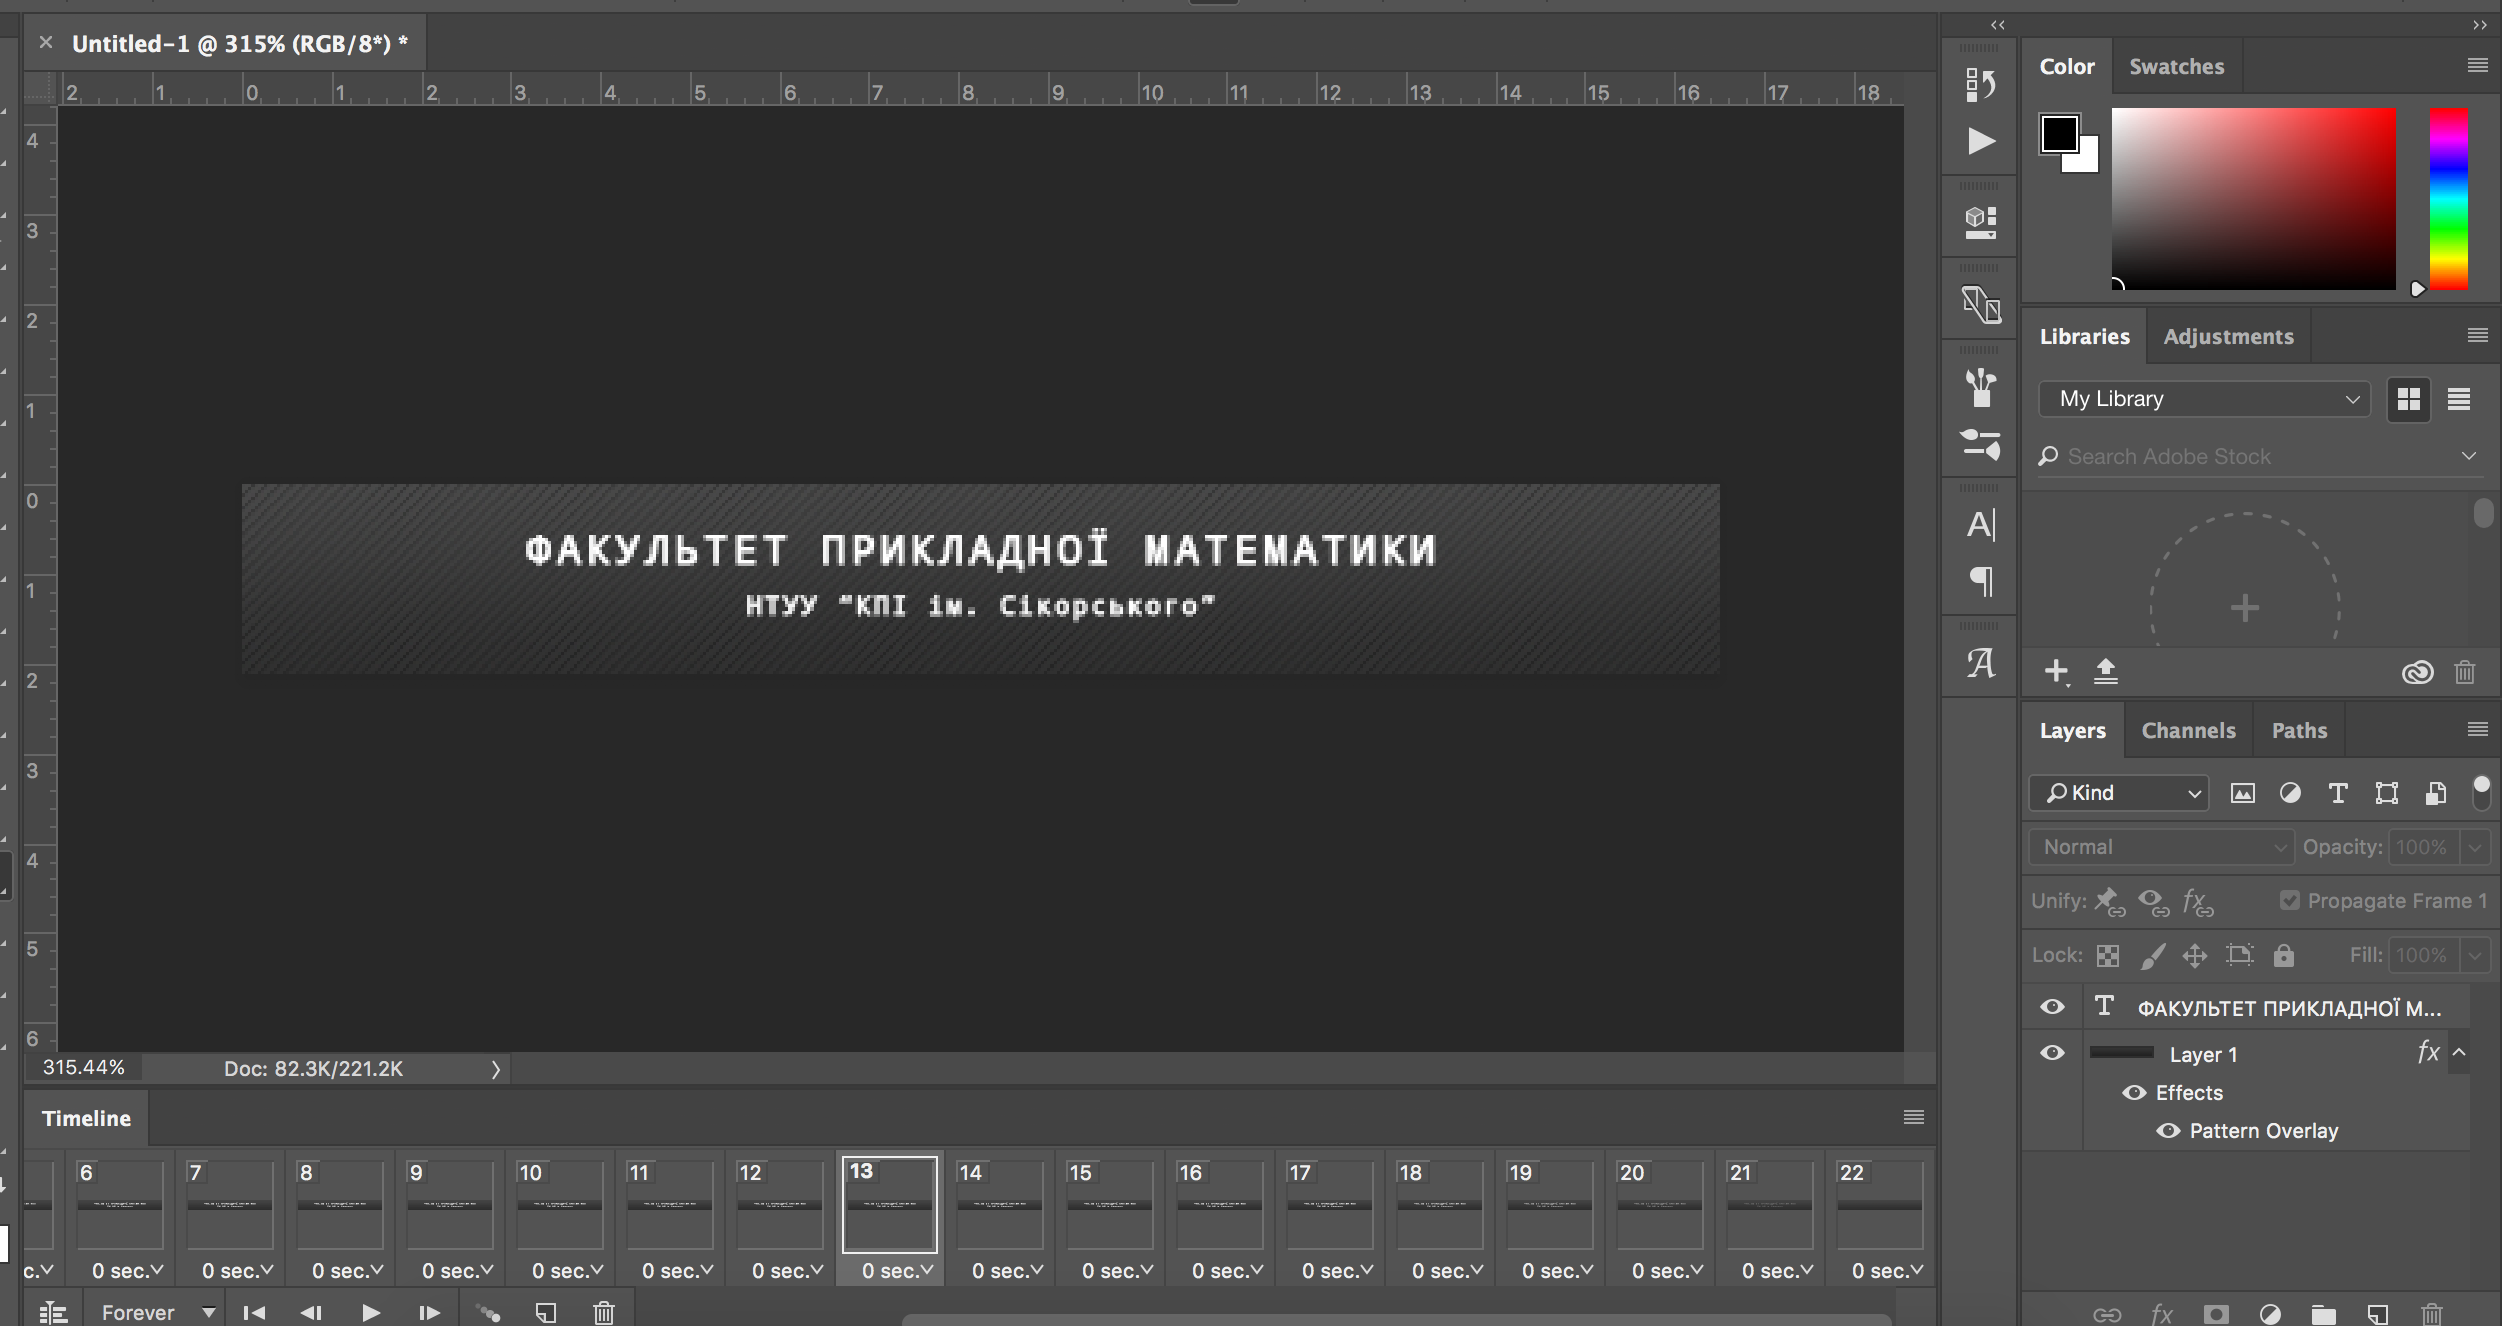 Untitled-1 @ 315% (RGB/8*) *
2 1 0 1 2 3 4 5 6 7 8 9 10 11 12 13 14 15 16 17 18
4
3
2
1
0
1
2
3
4
5
6
ФАКУЛЬТЕТ ПРИКЛАДНОЇ МАТЕМАТИКИ
НТУУ “КПІ ім. Сікорського”
315.44% Doc: 82.3K/221.2K
Timeline
6 7 8 9 10 11 12 13 14 15 16 17 18 19 20 21 22
c. 0 sec. 0 sec. 0 sec. 0 sec. 0 sec. 0 sec. 0 sec. 0 sec. 0 sec. 0 sec. 0 sec. 0 sec. 0 sec. 0 sec. 0 sec. 0 sec. 0 sec.
Forever
Color Swatches
Libraries Adjustments
My Library
Search Adobe Stock
Layers Channels Paths
Kind
Normal Opacity: 100%
Unify: Propagate Frame 1
Lock: Fill: 100%
ФАКУЛЬТЕТ ПРИКЛАДНОЇ М...
Layer 1 fx
Effects
Pattern Overlay
fx